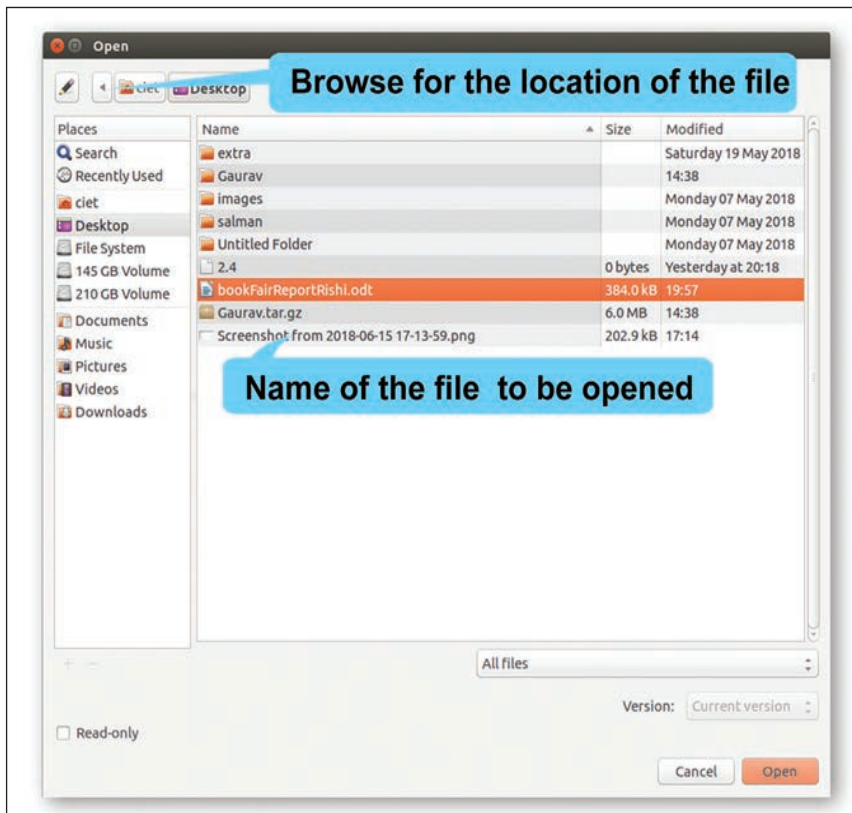 Open
ciet Desktop
Browse for the location of the file
Places Name Size Modified
Search extra Saturday 19 May 2018
Recently Used Gaurav 14:38
ciet images Monday 07 May 2018
Desktop salman Monday 07 May 2018
File System Untitled Folder Monday 07 May 2018
145 GB Volume 2.4 0 bytes Yesterday at 20:18
210 GB Volume bookFairReportRishi.odt 384.0 kB 19:57
Documents Gaurav.tar.gz 6.0 MB 14:38
Music Screenshot from 2018-06-15 17-13-59.png 202.9 kB 17:14
Pictures
Videos
Downloads
Name of the file to be opened
All files
Version: Current version
Read-only
Cancel Open